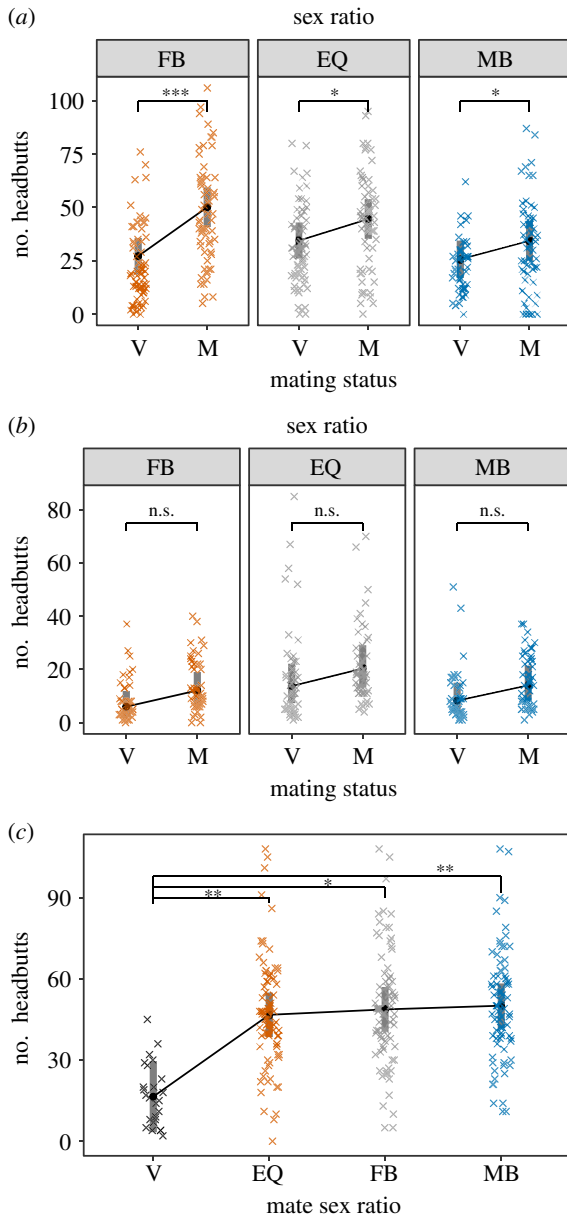 (a)
sex ratio
FB EQ MB
*** * *
no. headbutts
100
75
50
25
0
V M V M V M
mating status
(b)
sex ratio
FB EQ MB
n.s. n.s. n.s.
no. headbutts
80
60
40
20
0
V M V M V M
mating status
(c)
** * **
no. headbutts
90
60
30
0
V EQ FB MB
mate sex ratio